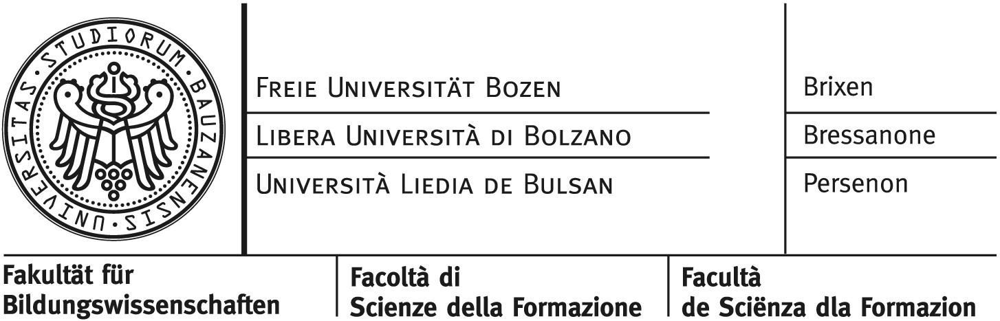 UNIVERSITAS · STUDIORUM · BAUZANENSIS ·
Freie Universität Bozen
Libera Università di Bolzano
Università Liedia de Bulsan
Brixen
Bressanone
Persenon
Fakultät für
Bildungswissenschaften
Facoltà di
Scienze della Formazione
Facultà
de Sciënza dla Formazion